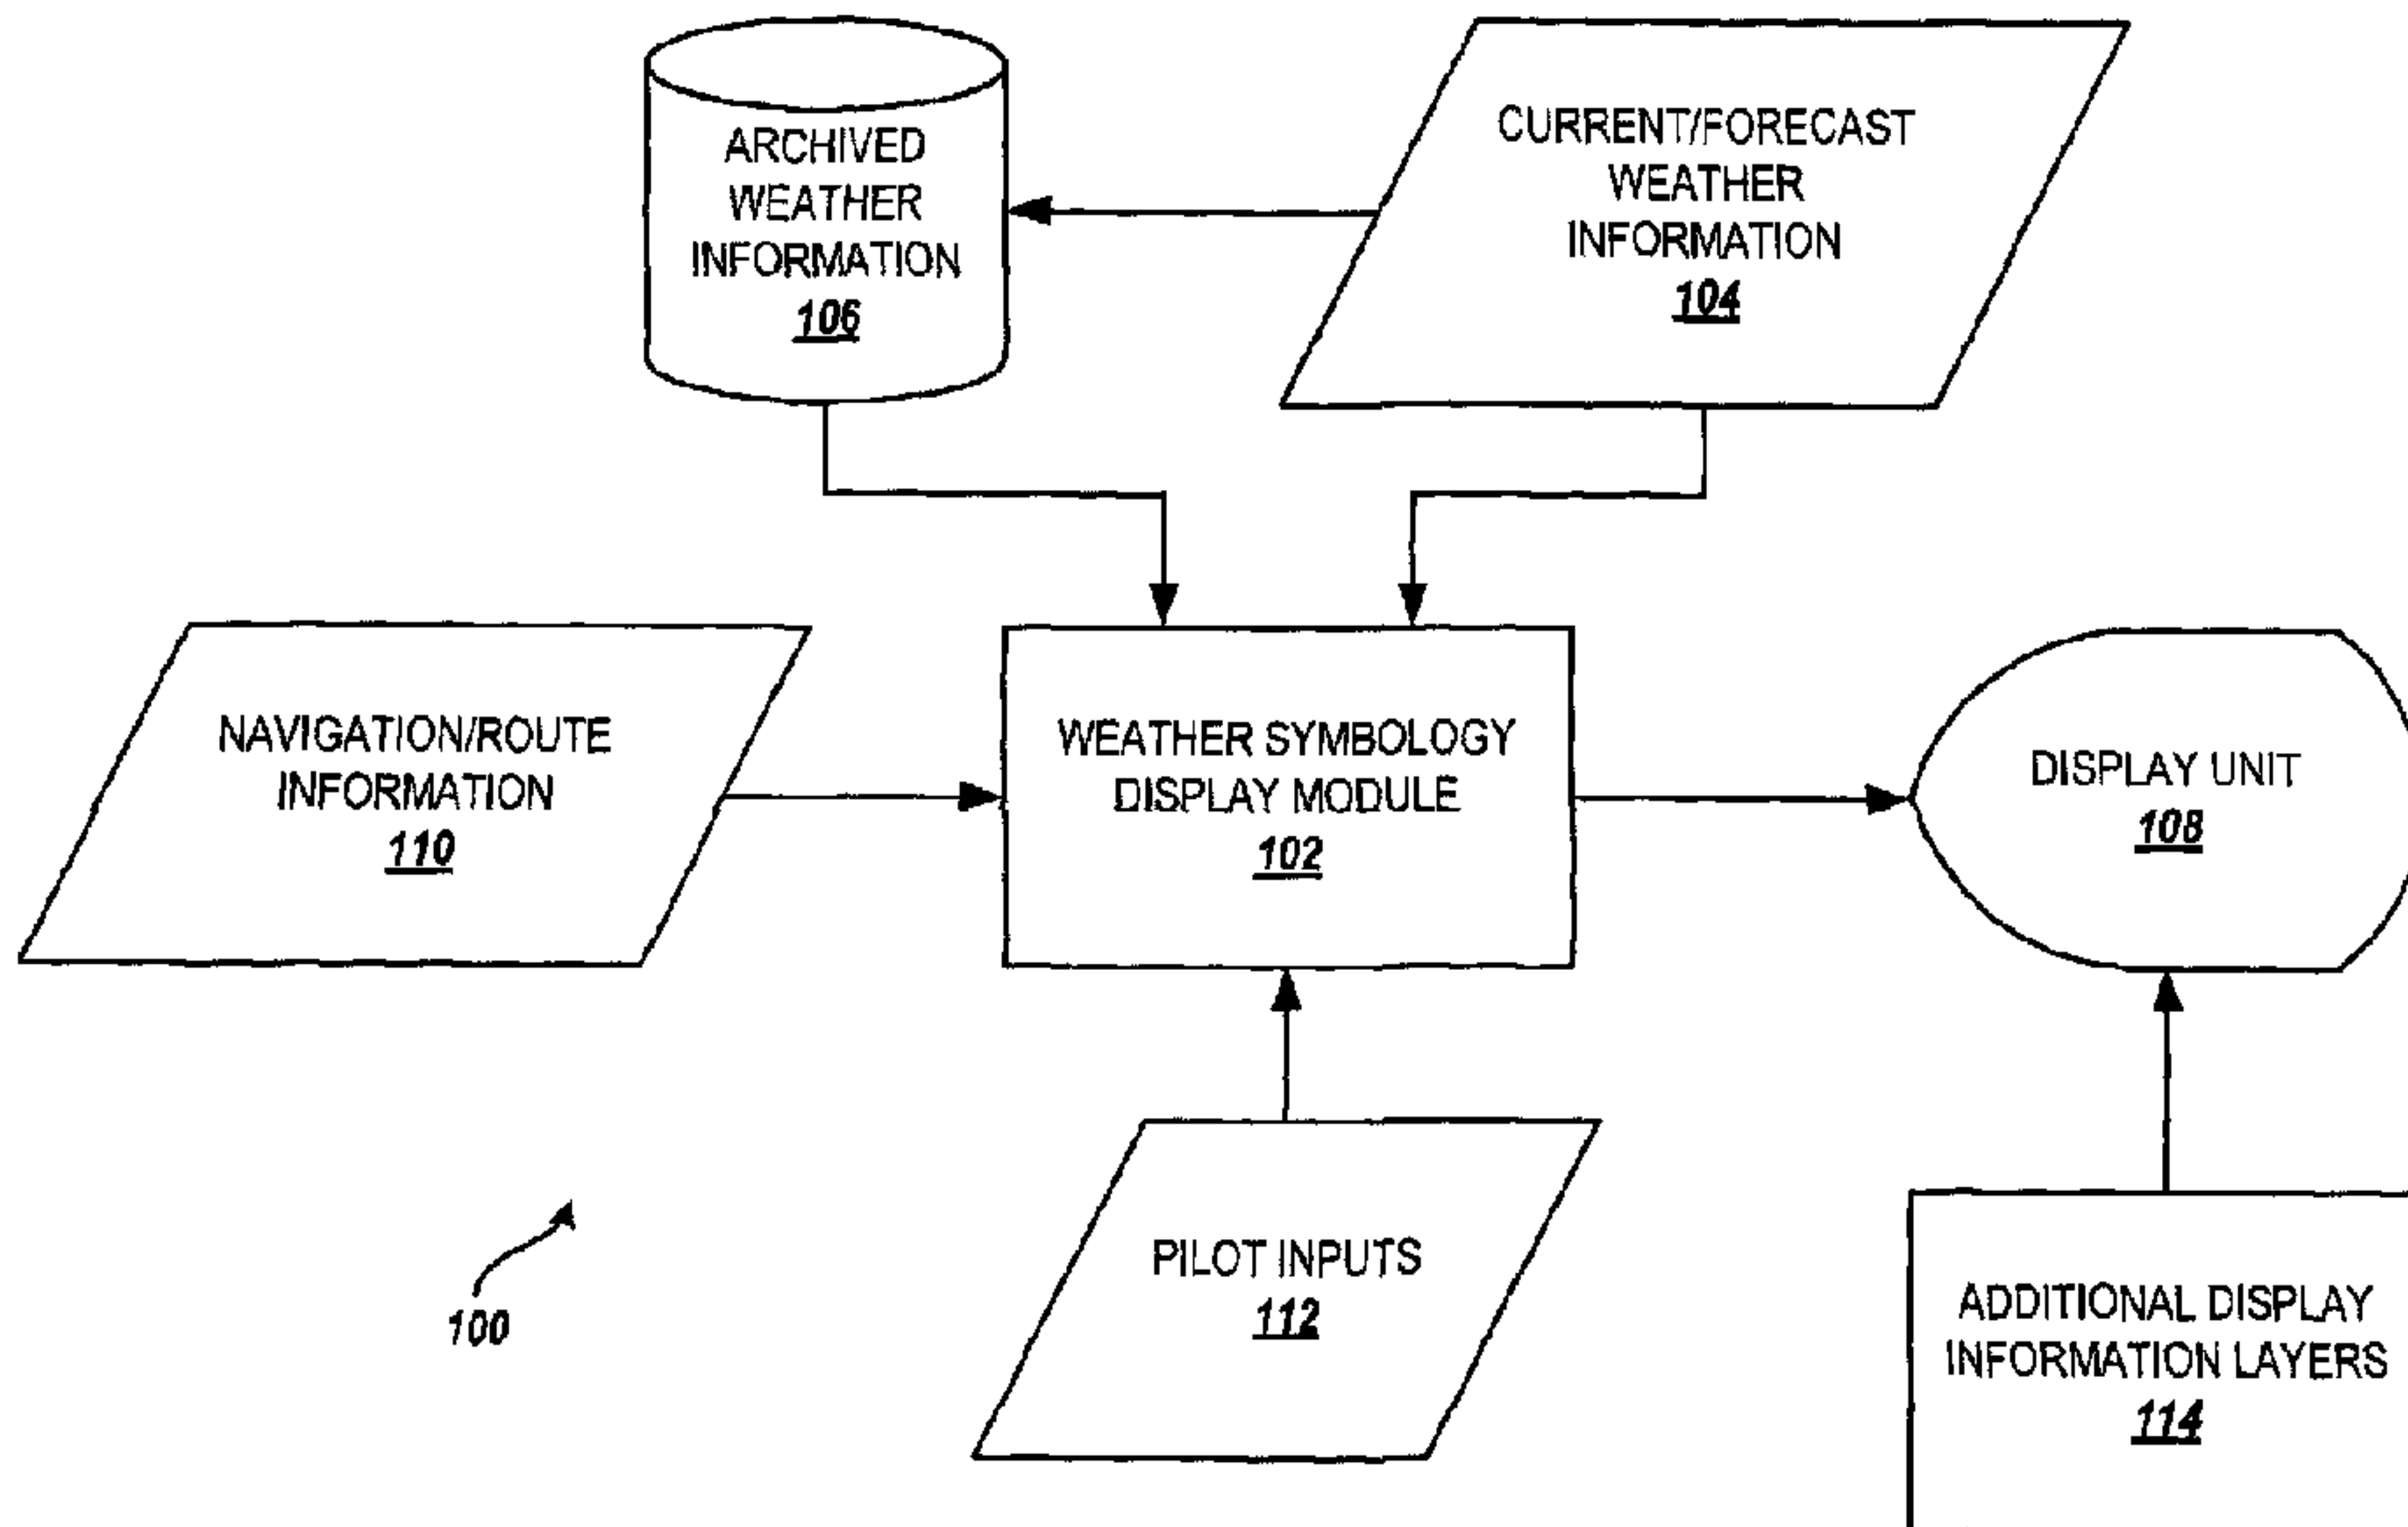 ARCHIVED
WEATHER
INFORMATION
106
CURRENT/FORECAST
WEATHER
INFORMATION
104
NAVIGATION/ROUTE
INFORMATION
110
WEATHER SYMBOLOGY
DISPLAY MODULE
102
DISPLAY UNIT
108
100
PILOT INPUTS
112
ADDITIONAL DISPLAY
INFORMATION LAYERS
114